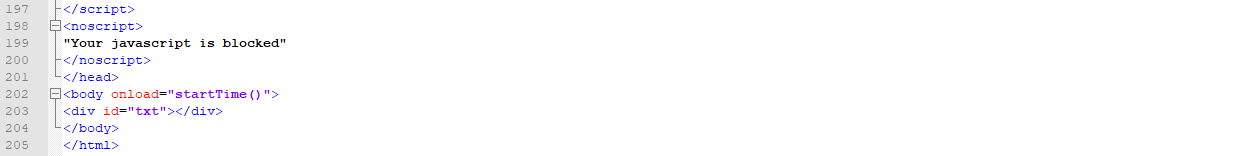 197 </script>
198 <noscript>
199 "Your javascript is blocked"
200 </noscript>
201 </head>
202 <body onload="startTime()">
203 <div id="txt"></div>
204 </body>
205 </html>